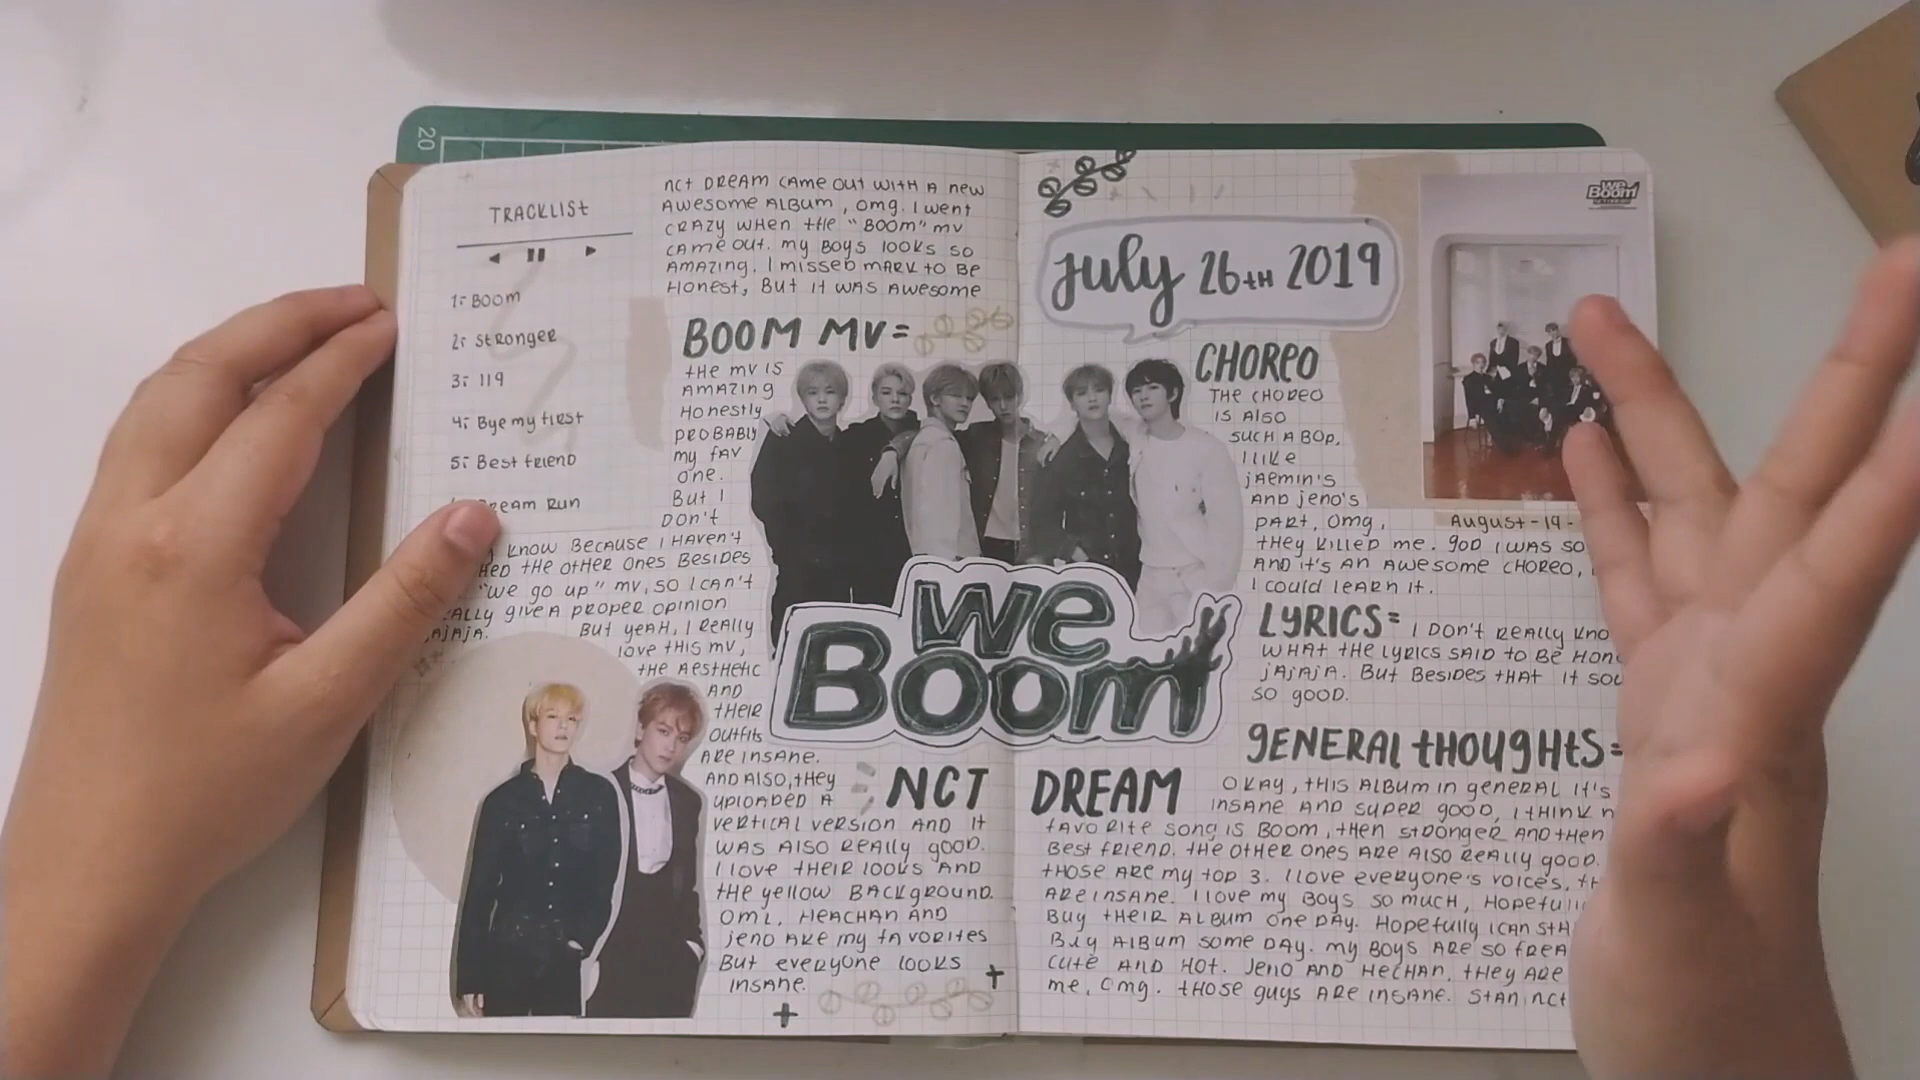 20
TRACKLIST
1: BOOM
2: Stronger
3: 119
4: Bye my first
5: Best friend
Dream Run
nct DREAM CAME OUT WITH A new
AWESOME ALBUM, omg. I went
CRAZY WHEN the "BOOM" mv
CAME OUT. my BOYS looks so
AMAZING. I MISSED MARK to BE
Honest, But it WAS AWESOME
BOOM MV=
the mv is
AMAZING
Honestly
PROBABLY
my fav
one.
But I
DON'T
KNOW BECAUSE I HAVEN'T
THE OTHER ONES BESIDES
"We go up" mv, SO I CAN'T
GIVE A PROPER OPINION
But yeah, I REALLY
love THIS mv,
THE AESTHETIC
AND
THEIR
OUTFITS
ARE INSANE.
AND ALSO, they
uploaded A
VERTICAL VERSION AND IT
WAS Also REALLY good.
I love THEIR looks AND
the yellow BACKGROUND.
HEACHAN AND
jeno ARE my FAVORITES
But everyone looks
INSANE.
we
Boom
NCT DREAM
July 26TH 2019
we
Boom
August-19-
CHOREO
THE CHOREO
IS Also
SUCH A BOP,
I like
jAEMIN'S
AND jeno's
PART, omg,
they killed me. god I WAS SO
AND it's AN AWESOME CHOREO,
I could LEARN IT.
LYRICS= I DON'T REALLY
WHAT the LYRICS SAID TO BE
jAjAjA. But BESIDES tHAT it
so good.
GENERAL tHOUGHTS=
OKAY, THIS ALBUM in general it's
INSANE AND super good, I THINK
FAVORITE song is BOOM, then stronger AND then
Best friend. the other ones ARE Also REALLY good.
those ARE my top 3. I love everyone's voices,
ARE INSANE. I love my BOYS so much,
Buy their ALBUM one DAY. Hopefully I CAN
Buy ALBUM some DAY. my BOYS ARE so
cute AND HOT. Jeno AND HECHAN. they ARE
me, omg. those guys ARE INSANE. STAN nct